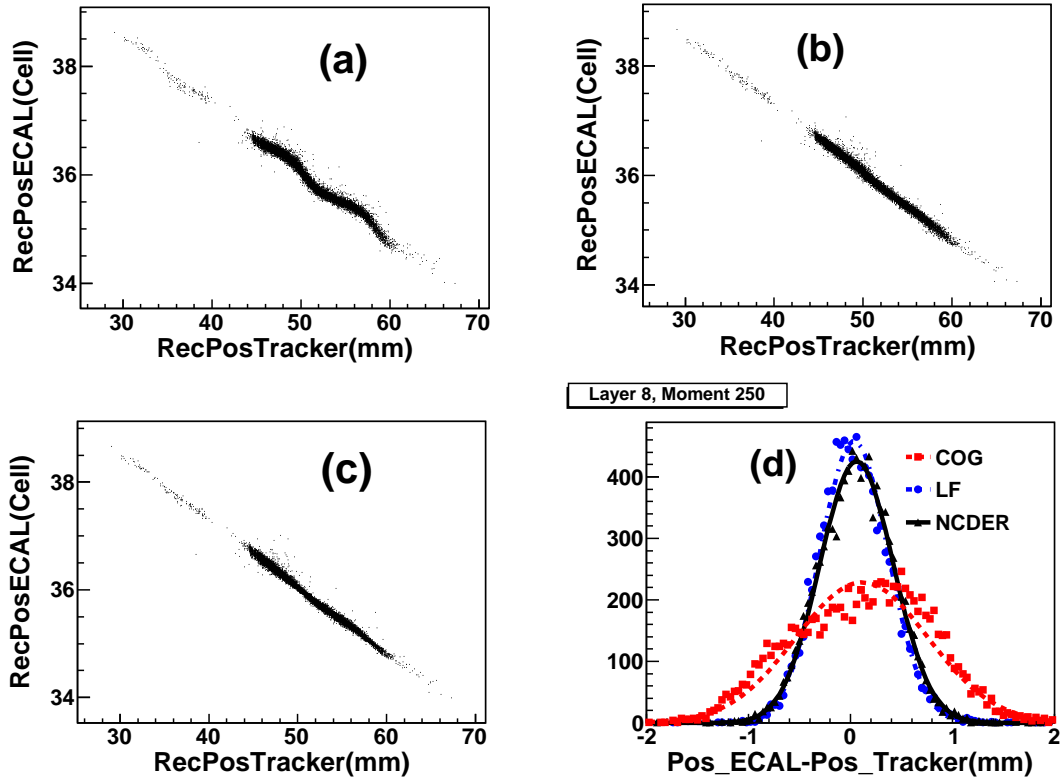 (a)
38
36
34
RecPosECAL(Cell)
30 40 50 60 70
RecPosTracker(mm)
(b)
38
36
34
RecPosECAL(Cell)
30 40 50 60 70
RecPosTracker(mm)
(c)
38
36
34
RecPosECAL(Cell)
30 40 50 60 70
RecPosTracker(mm)
Layer 8, Moment 250
(d)
COG
LF
NCDER
400
300
200
100
0
-2 -1 0 1 2
Pos_ECAL-Pos_Tracker(mm)